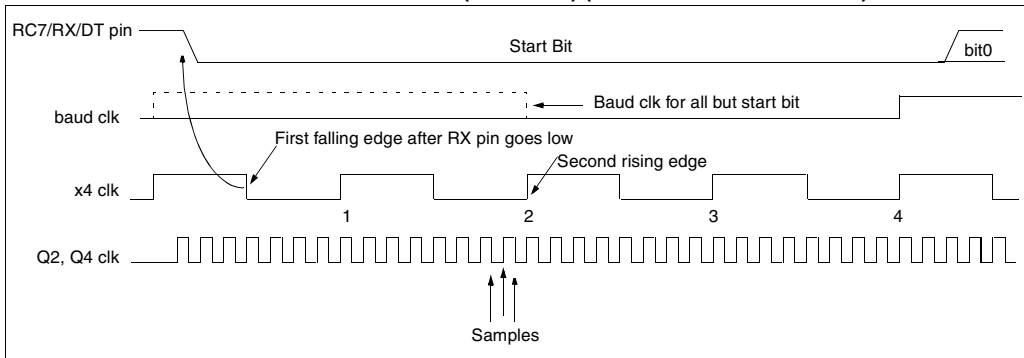 RC7/RX/DT pin
Start Bit
bit0
baud clk
Baud clk for all but start bit
First falling edge after RX pin goes low
Second rising edge
x4 clk
1
2
3
4
Q2, Q4 clk
Samples